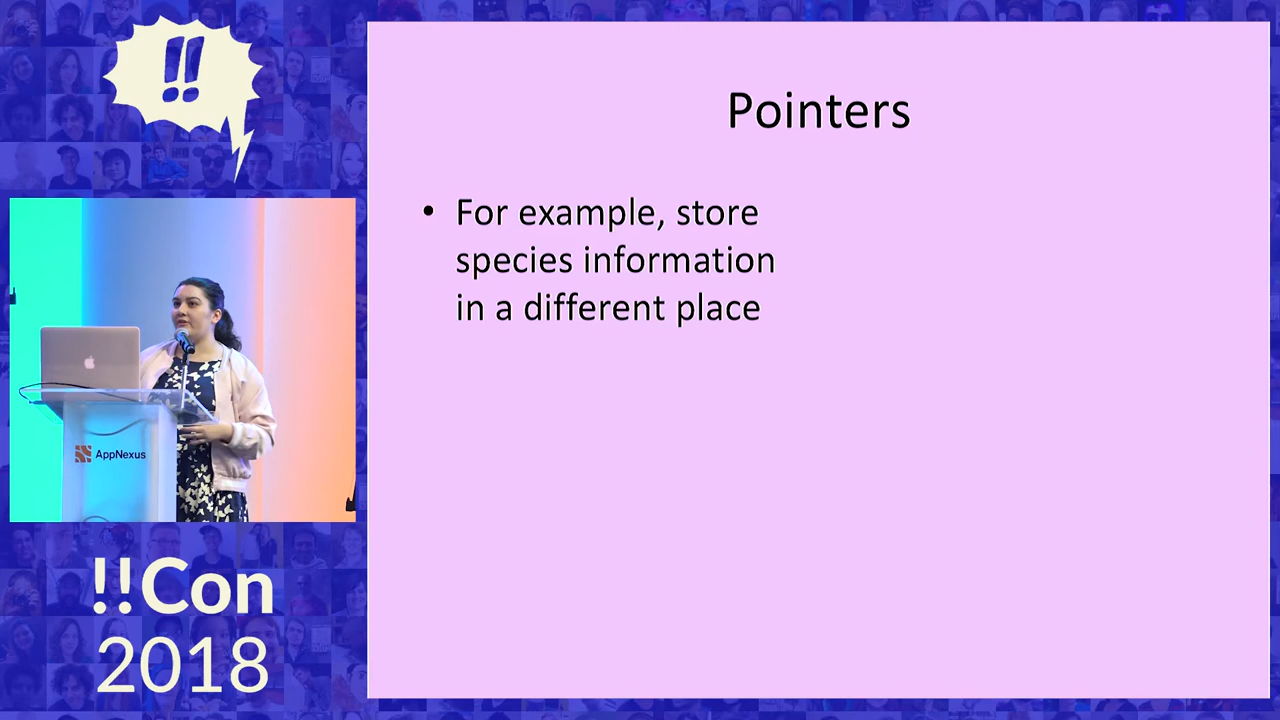 !!
Pointers
• For example, store
species information
in a different place
AppNexus
!!Con
2018